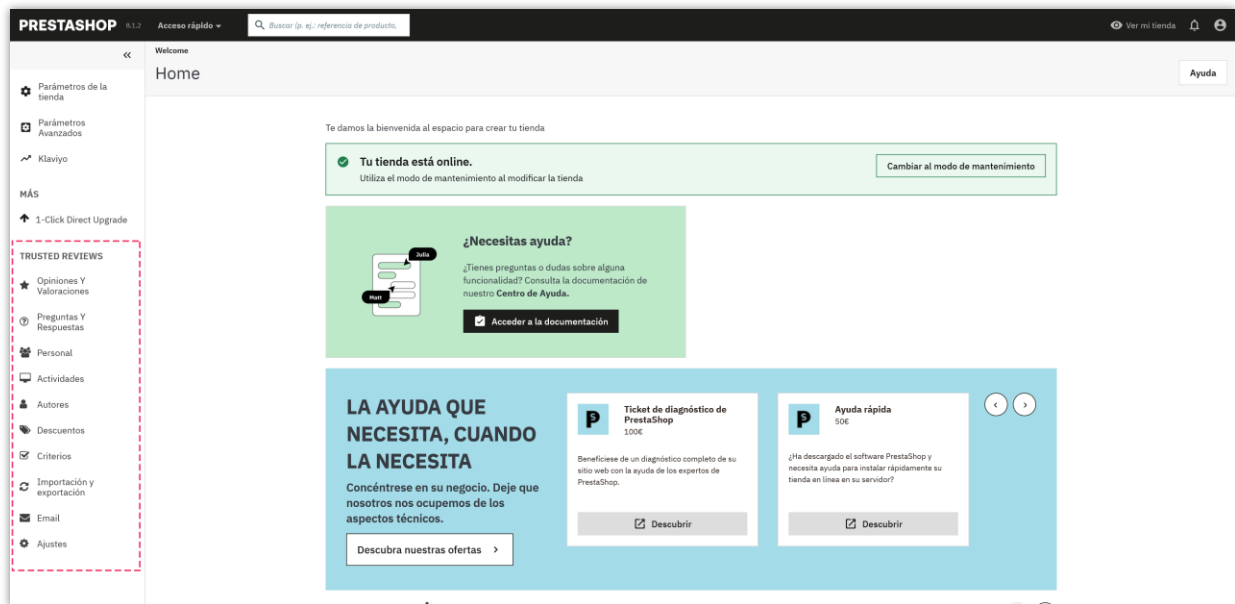 PRESTASHOP 8.1.2 Acceso rápido
Buscar (p. ej.: referencia de producto,
Ver mi tienda
Welcome
Home
Ayuda
Parámetros de la
tienda
Parámetros
Avanzados
Klaviyo
MÁS
1-Click Direct Upgrade
TRUSTED REVIEWS
Opiniones Y
Valoraciones
Preguntas Y
Respuestas
Personal
Actividades
Autores
Descuentos
Criterios
Importación y
exportación
Email
Ajustes
Te damos la bienvenida al espacio para crear tu tienda
Tu tienda está online.
Utiliza el modo de mantenimiento al modificar la tienda
Cambiar al modo de mantenimiento
Julia
Matt
¿Necesitas ayuda?
¿Tienes preguntas o dudas sobre alguna
funcionalidad? Consulta la documentación de
nuestro Centro de Ayuda.
Acceder a la documentación
LA AYUDA QUE
NECESITA, CUANDO
LA NECESITA
Concéntrese en su negocio. Deje que
nosotros nos ocupemos de los
aspectos técnicos.
Descubra nuestras ofertas
Ticket de diagnóstico de
PrestaShop
100€
Benefíciese de un diagnóstico completo de su
sitio web con la ayuda de los expertos de
PrestaShop.
Descubrir
Ayuda rápida
50€
¿Ha descargado el software PrestaShop y
necesita ayuda para instalar rápidamente su
tienda en línea en su servidor?
Descubrir